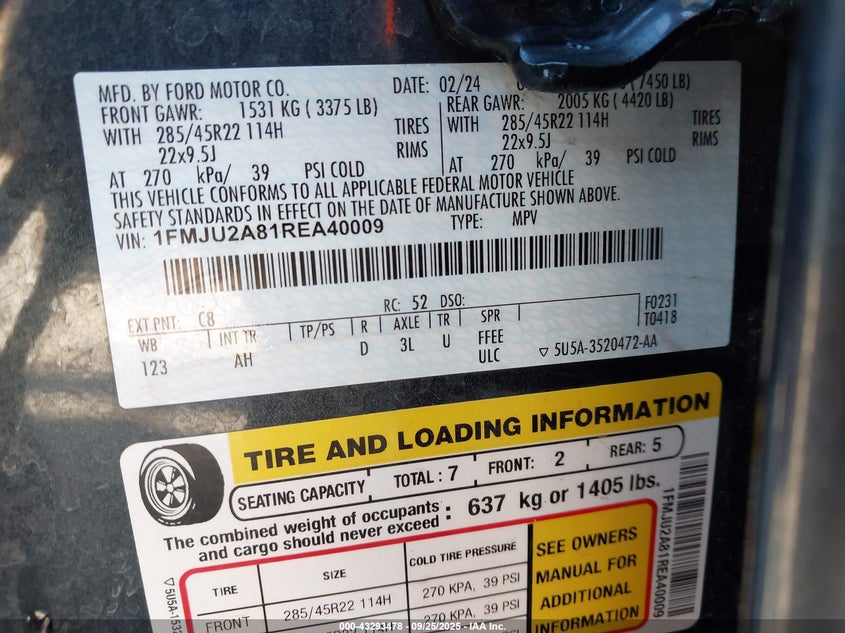 MFD. BY FORD MOTOR CO. DATE: 02/24 7450 LB)
FRONT GAWR: 1531 KG ( 3375 LB) REAR GAWR: 2005 KG ( 4420 LB)
WITH 285/45R22 114H TIRES WITH 285/45R22 114H TIRES
22x9.5J RIMS 22x9.5J RIMS
AT 270 kPa/ 39 PSI COLD AT 270 kPa/ 39 PSI COLD
THIS VEHICLE CONFORMS TO ALL APPLICABLE FEDERAL MOTOR VEHICLE
SAFETY STANDARDS IN EFFECT ON THE DATE OF MANUFACTURE SHOWN ABOVE.
VIN: 1FMJU2A81REA40009 TYPE: MPV
EXT PNT: C8 RC: 52 DSO: F0231
WB INT TR TP/PS R AXLE TR SPR T0418
123 AH D 3L U FFEE
ULC ▽ 5U5A-3520472-AA
TIRE AND LOADING INFORMATION
SEATING CAPACITY TOTAL : 7 FRONT: 2 REAR: 5
The combined weight of occupants
and cargo should never exceed : 637 kg or 1405 lbs.
TIRE SIZE COLD TIRE PRESSURE
FRONT 285/45R22 114H 270 KPA, 39 PSI
SEE OWNERS
MANUAL FOR
ADDITIONAL
INFORMATION
1FMJU2A81REA40009
000-43293478 - 09/25/2025 - IAA Inc.